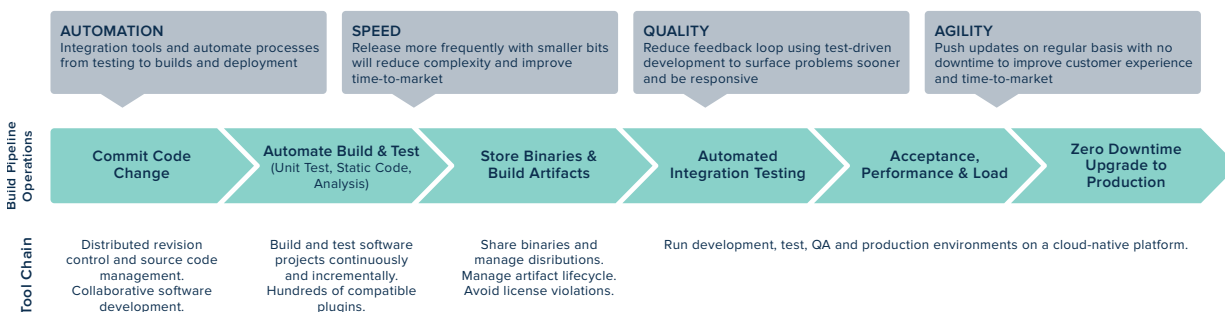 AUTOMATION
Integration tools and automate processes
from testing to builds and deployment
SPEED
Release more frequently with smaller bits
will reduce complexity and improve
time-to-market
QUALITY
Reduce feedback loop using test-driven
development to surface problems sooner
and be responsive
AGILITY
Push updates on regular basis with no
downtime to improve customer experience
and time-to-market
Build Pipeline
Operations
Commit Code
Change
Automate Build & Test
(Unit Test, Static Code,
Analysis)
Store Binaries &
Build Artifacts
Automated
Integration Testing
Acceptance,
Performance & Load
Zero Downtime
Upgrade to
Production
Tool Chain
Distributed revision
control and source code
management.
Collaborative software
development.
Build and test software
projects continuously
and incrementally.
Hundreds of compatible
plugins.
Share binaries and
manage disributions.
Manage artifact lifecycle.
Avoid license violations.
Run development, test, QA and production environments on a cloud-native platform.